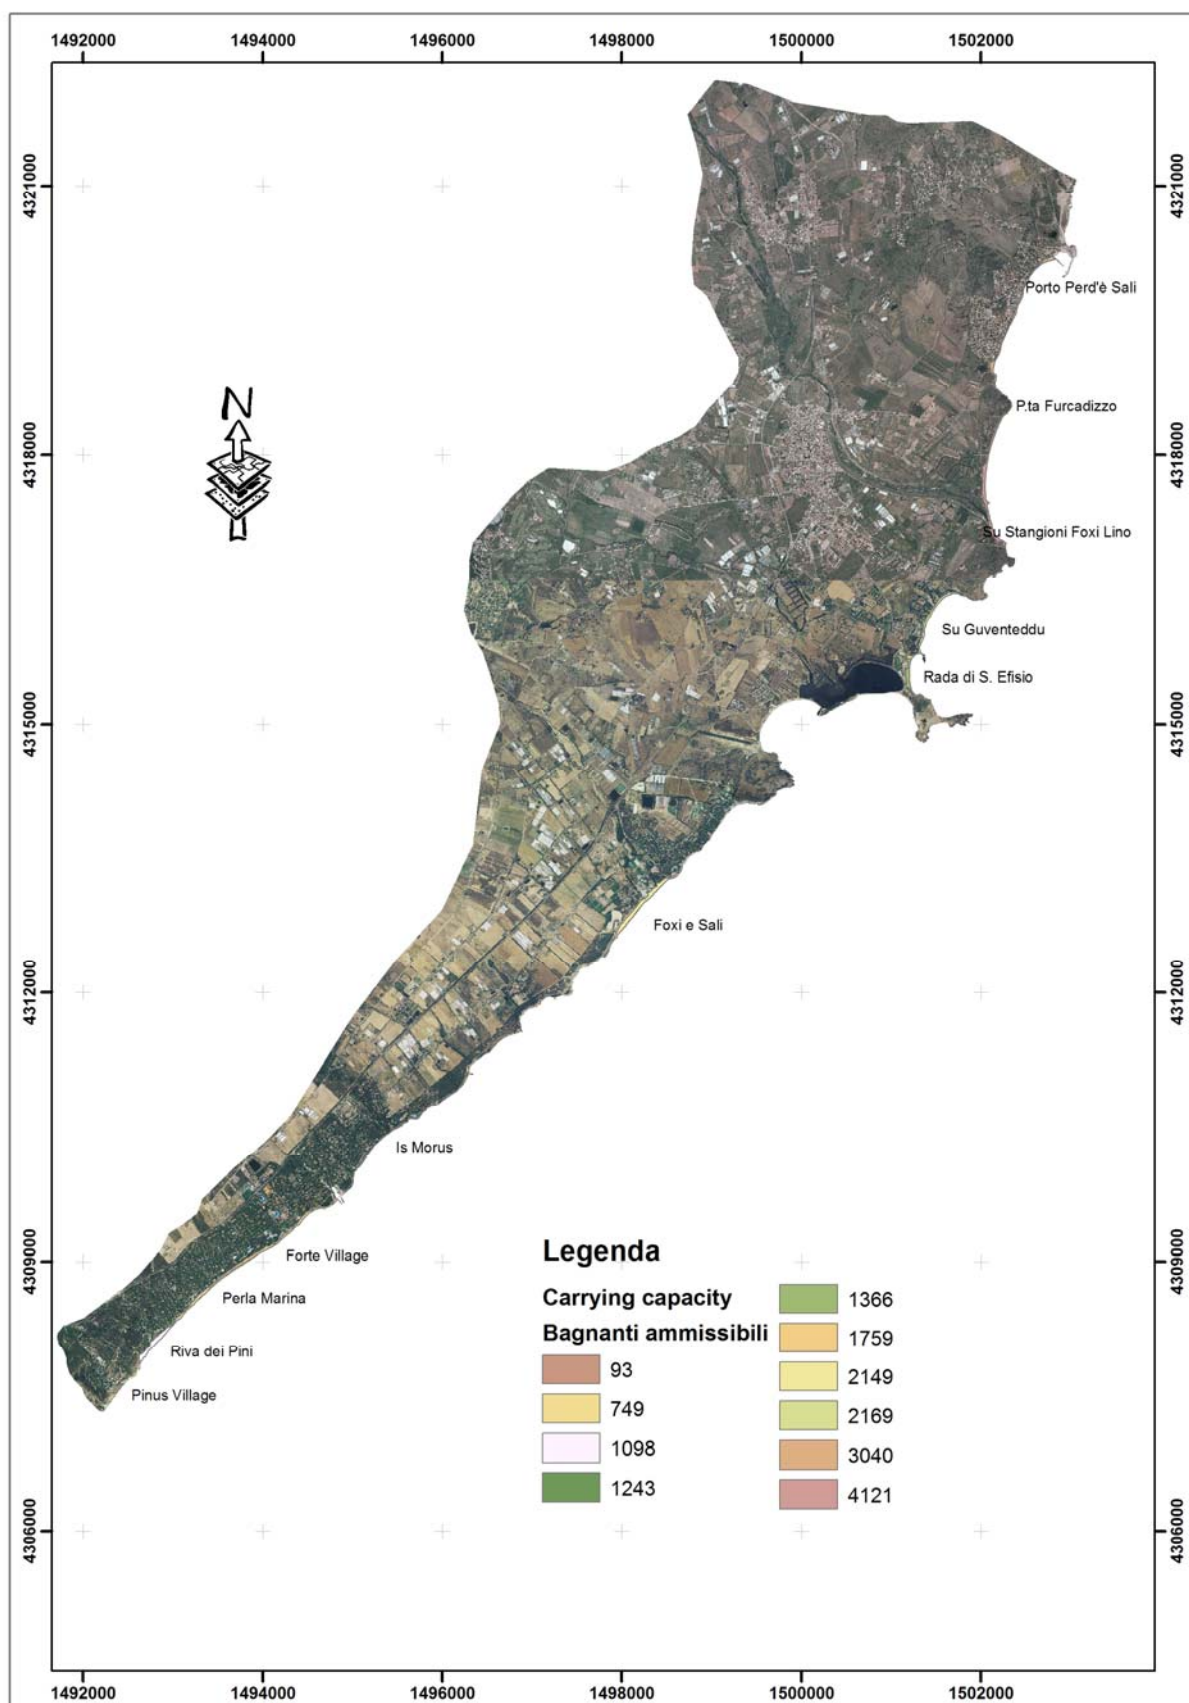 1492000 1494000 1496000 1498000 1500000 1502000
4321000 4321000
Porto Perd'è Sali
N
P.ta Furcadizzo
4318000 4318000
Su Stangioni Foxi Lino
Su Guventeddu
Rada di S. Efisio
4315000 4315000
Foxi e Sali
4312000 4312000
Is Morus
Forte Village
4309000 4309000
Perla Marina
Riva dei Pini
Pinus Village
Legenda
Carrying capacity
Bagnanti ammissibili
93
749
1098
1243
1366
1759
2149
2169
3040
4121
4306000 4306000
1492000 1494000 1496000 1498000 1500000 1502000